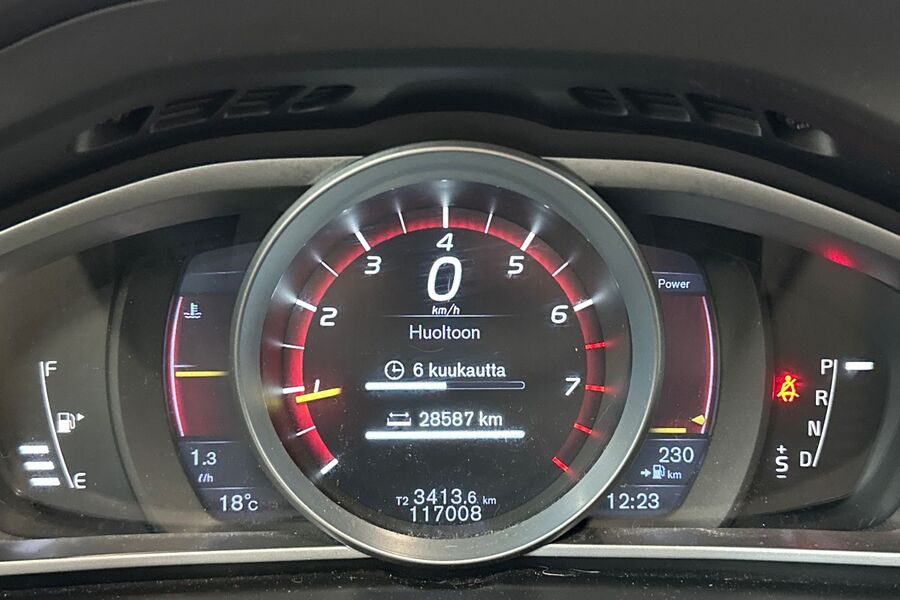 4
3
5
0
km/h
2
6
Huoltoon
6 kuukautta
1
7
28587 km
T2 3413.6 km
117008
F
E
1.3
ℓ/h
18°C
Power
230
km
12:23
P
R
N
D
+
S
−